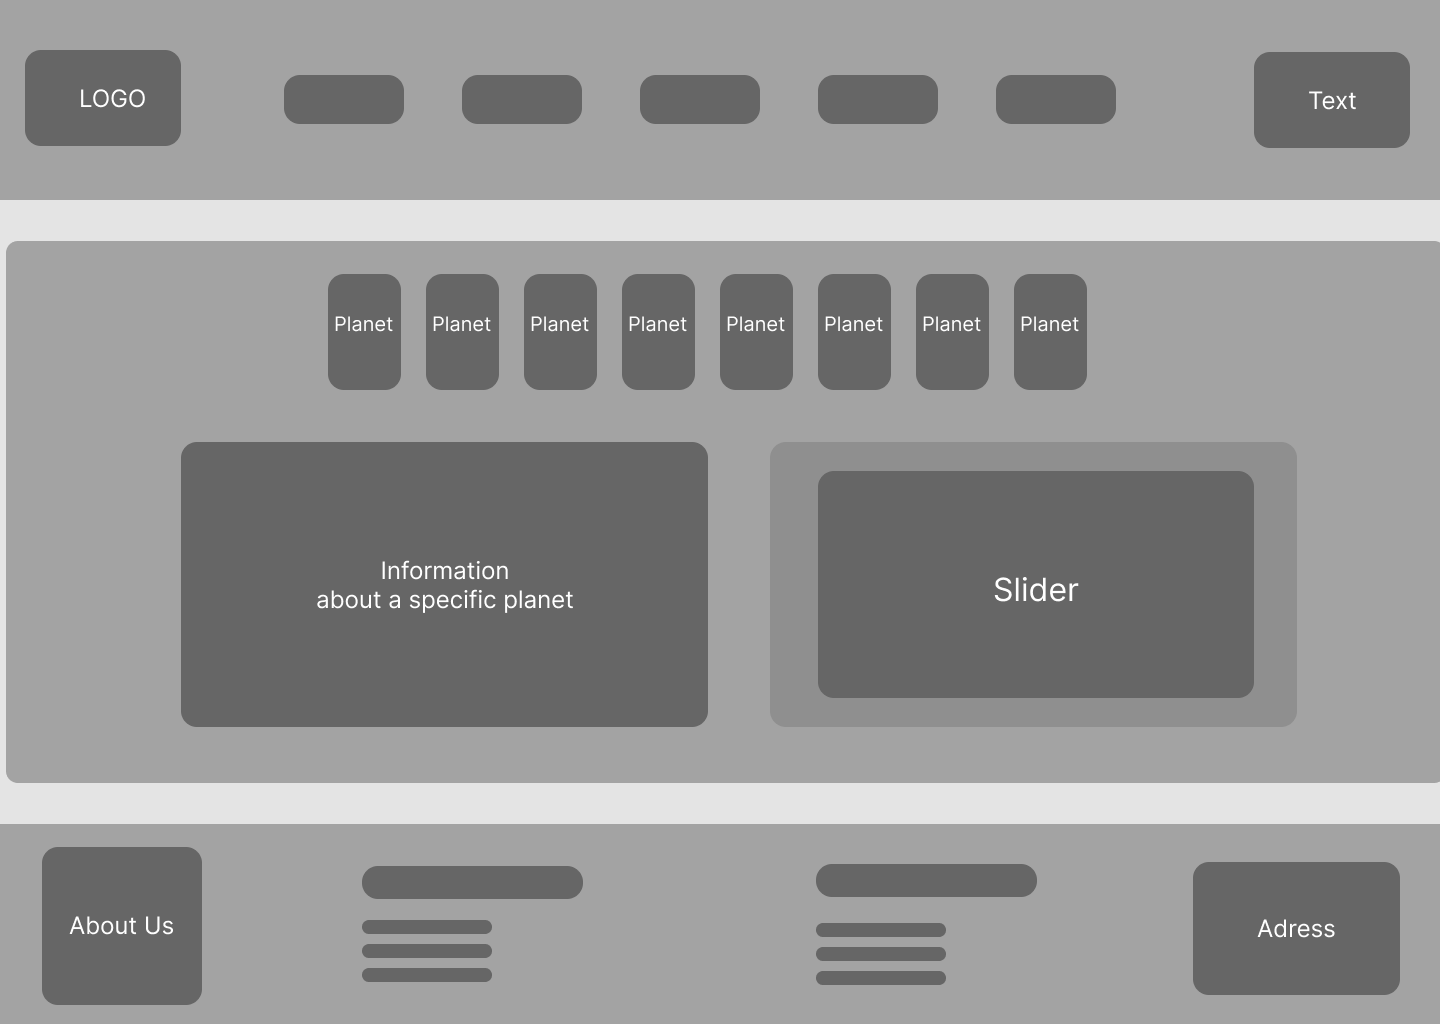 LOGO
Text
Planet
Planet
Planet
Planet
Planet
Planet
Planet
Planet
Information
about a specific planet
Slider
About Us
Adress